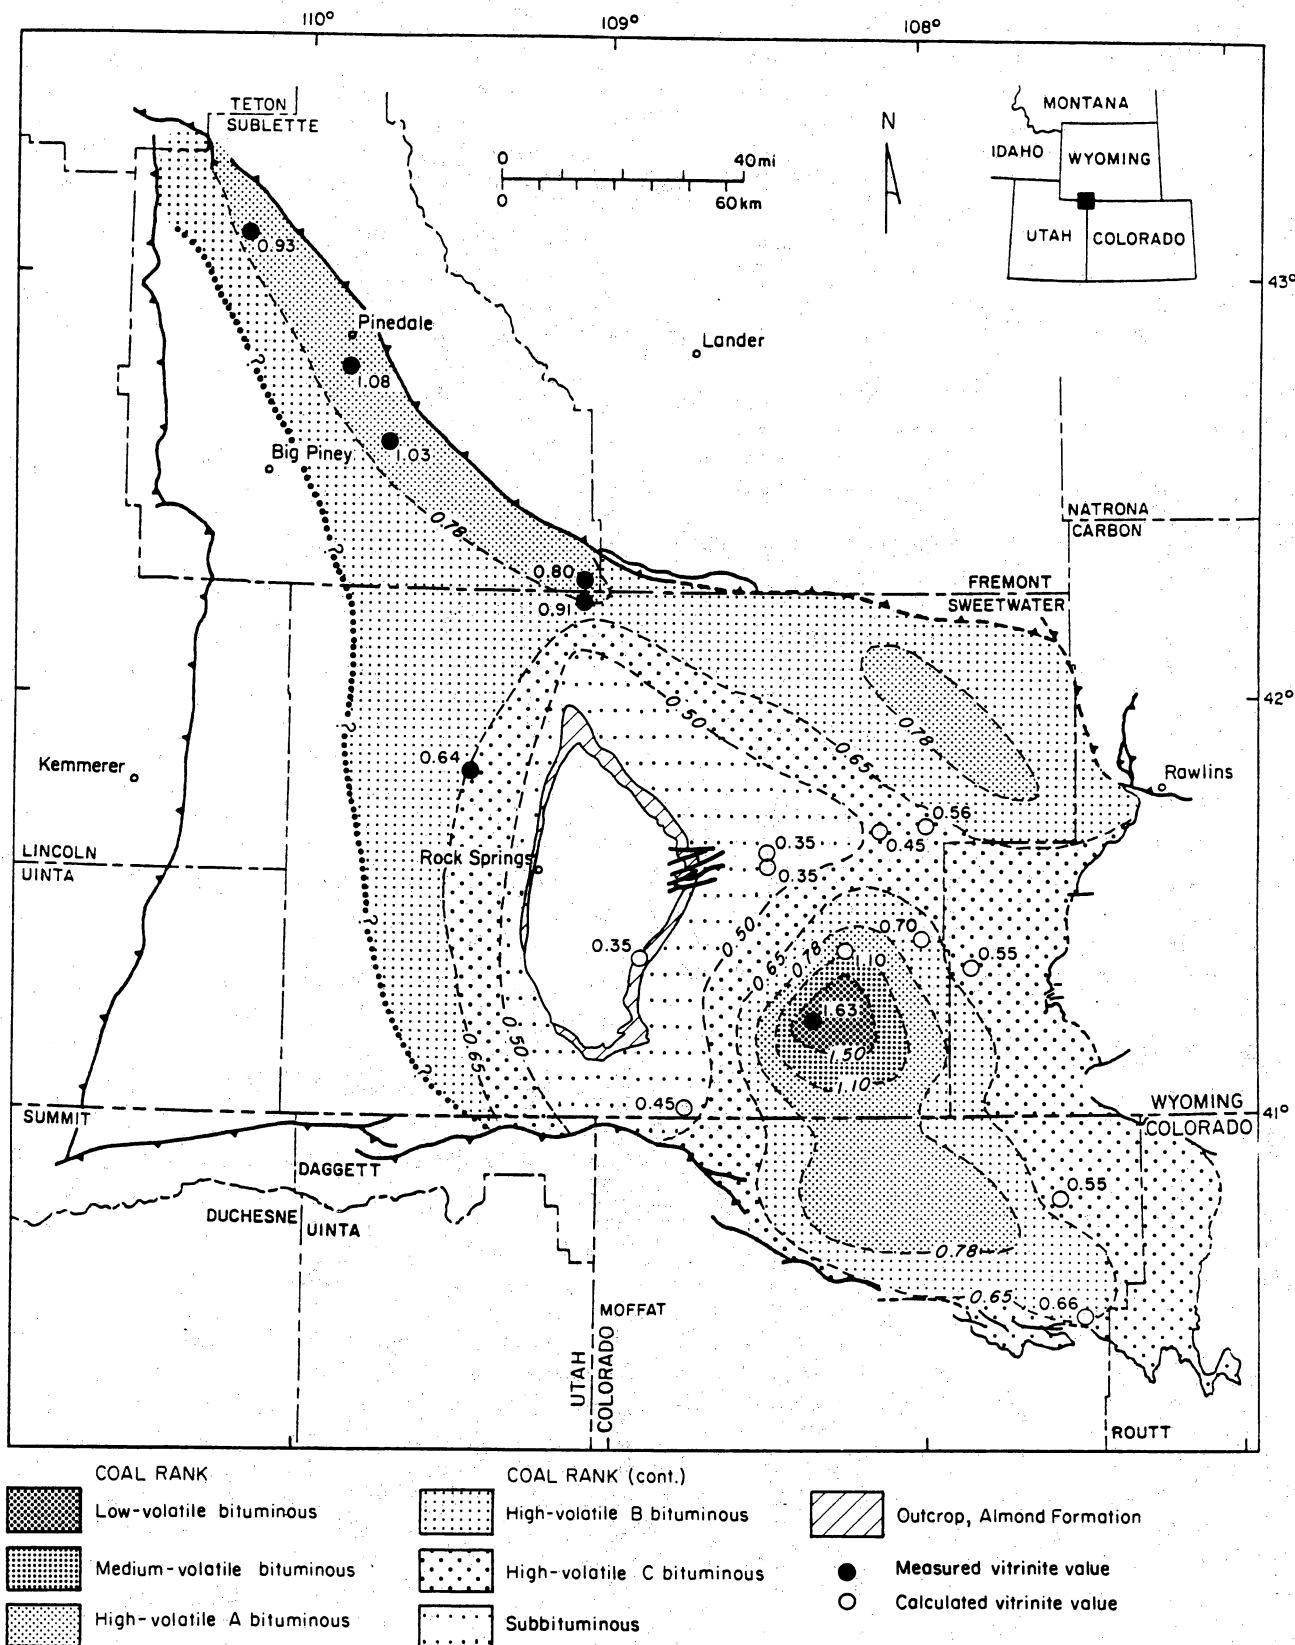 110°
109°
108°
TETON
SUBLETTE
0 40 mi
0 60 km
N
MONTANA
IDAHO
WYOMING
UTAH
COLORADO
43°
0.93
Pinedale
Lander
1.08
Big Piney
1.03
?
0.78
NATRONA
CARBON
?
0.80
FREMONT
SWEETWATER
0.91
42°
0.50
0.78
?
0.64
0.65
Kemmerer
Rawlins
0.56
0.45
0.35
0.35
LINCOLN
UINTA
Rock Springs
?
0.50
0.70
0.78
0.65
1.10
0.55
0.35
1.63
0.65
0.50
1.50
1.10
?
0.45
SUMMIT
WYOMING
COLORADO
41°
DAGGETT
0.55
DUCHESNE
UINTA
0.78
0.65
0.66
MOFFAT
UTAH
COLORADO
ROUTT
COAL RANK
Low-volatile bituminous
Medium-volatile bituminous
High-volatile A bituminous
COAL RANK (cont.)
High-volatile B bituminous
High-volatile C bituminous
Subbituminous
Outcrop, Almond Formation
Measured vitrinite value
Calculated vitrinite value